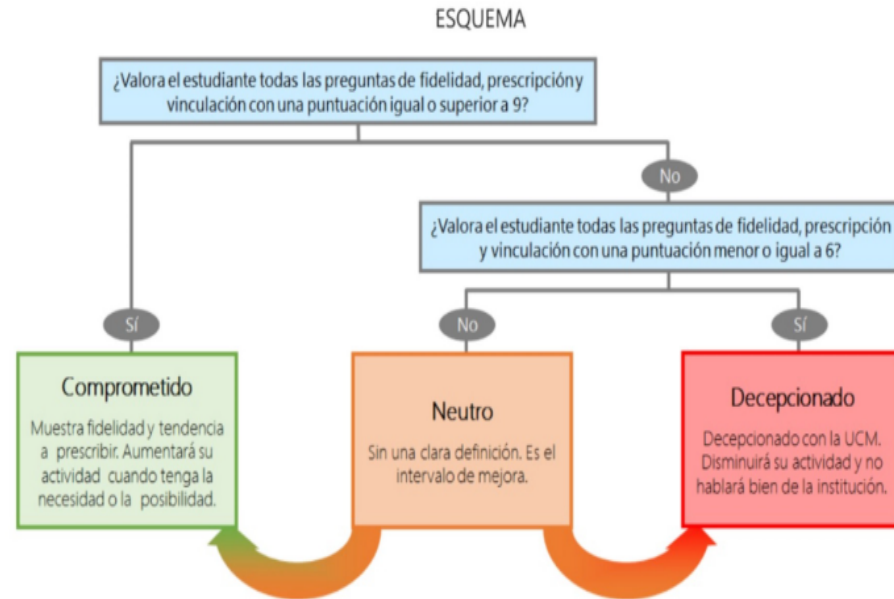 ESQUEMA
¿Valora el estudiante todas las preguntas de fidelidad, prescripción y
vinculación con una puntuación igual o superior a 9?
No
¿Valora el estudiante todas las preguntas de fidelidad, prescripción
y vinculación con una puntuación menor o igual a 6?
Sí
No
Sí
Comprometido
Muestra fidelidad y tendencia
a prescribir. Aumentará su
actividad cuando tenga la
necesidad o la posibilidad.
Neutro
Sin una clara definición. Es el
intervalo de mejora.
Decepcionado
Decepcionado con la UCM.
Disminuirá su actividad y no
hablará bien de la institución.